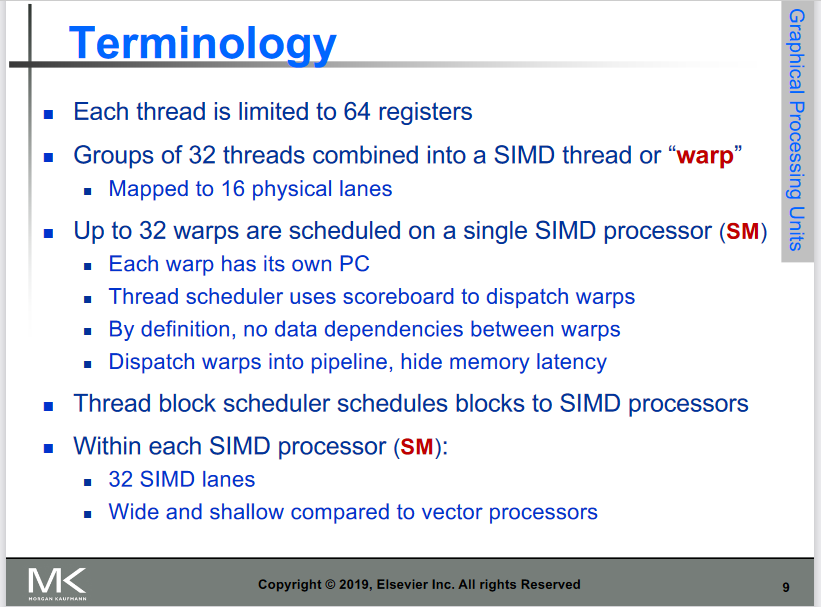 Terminology
Graphical Processing Units
Each thread is limited to 64 registers
Groups of 32 threads combined into a SIMD thread or “warp”
Mapped to 16 physical lanes
Up to 32 warps are scheduled on a single SIMD processor (SM)
Each warp has its own PC
Thread scheduler uses scoreboard to dispatch warps
By definition, no data dependencies between warps
Dispatch warps into pipeline, hide memory latency
Thread block scheduler schedules blocks to SIMD processors
Within each SIMD processor (SM):
32 SIMD lanes
Wide and shallow compared to vector processors
MK
MORGAN KAUFMANN
Copyright © 2019, Elsevier Inc. All rights Reserved
9